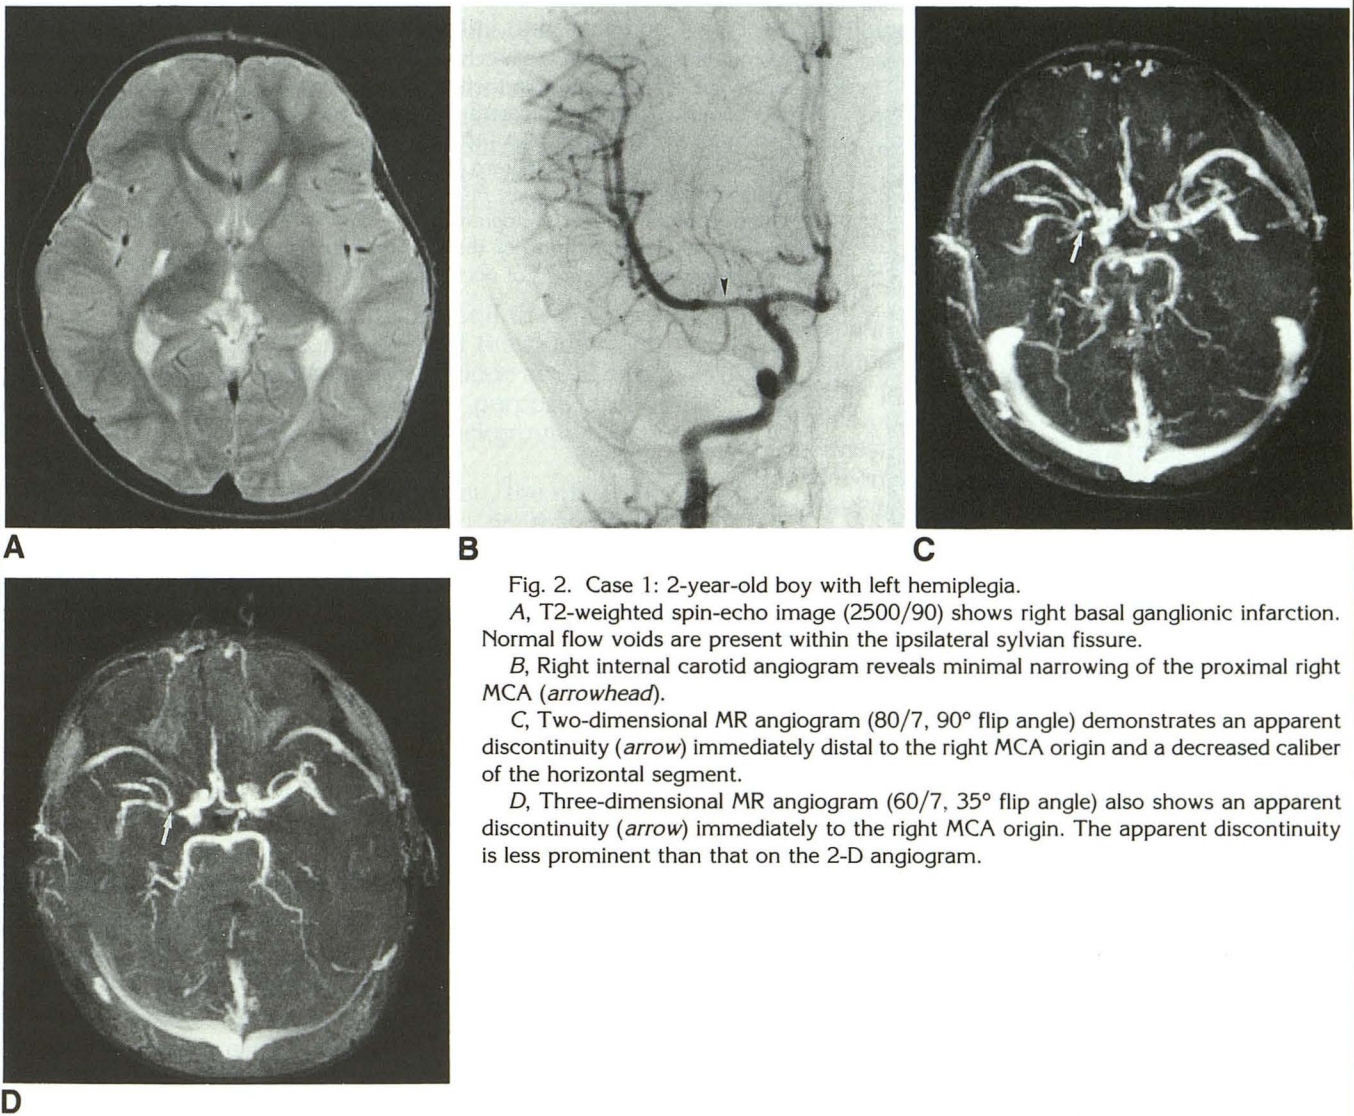 A
B
C
Fig. 2. Case 1: 2-year-old boy with left hemiplegia.
A, T2-weighted spin-echo image (2500/90) shows right basal ganglionic infarction.
Normal flow voids are present within the ipsilateral sylvian fissure.
B, Right internal carotid angiogram reveals minimal narrowing of the proximal right
MCA (arrowhead).
C, Two-dimensional MR angiogram (80/7, 90° flip angle) demonstrates an apparent
discontinuity (arrow) immediately distal to the right MCA origin and a decreased caliber
of the horizontal segment.
D, Three-dimensional MR angiogram (60/7, 35° flip angle) also shows an apparent
discontinuity (arrow) immediately to the right MCA origin. The apparent discontinuity
is less prominent than that on the 2-D angiogram.
D